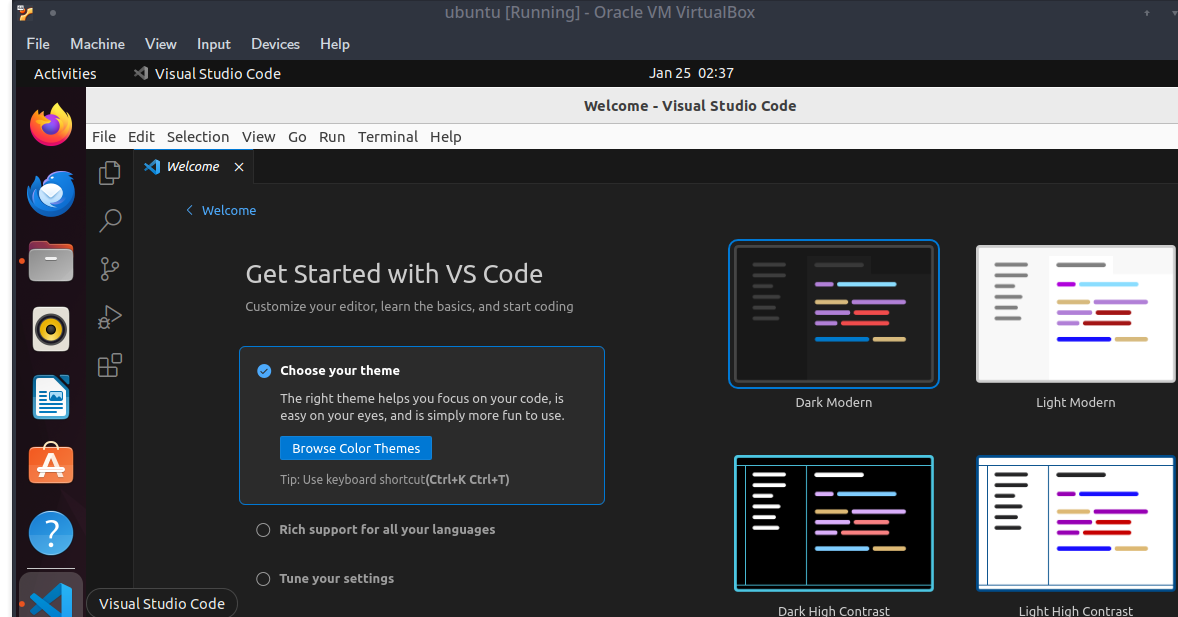 ubuntu [Running] - Oracle VM VirtualBox
File Machine View Input Devices Help
Activities Visual Studio Code Jan 25 02:37
Welcome - Visual Studio Code
File Edit Selection View Go Run Terminal Help
Welcome
Welcome
Get Started with VS Code
Customize your editor, learn the basics, and start coding
Choose your theme
The right theme helps you focus on your code, is
easy on your eyes, and is simply more fun to use.
Browse Color Themes
Tip: Use keyboard shortcut(Ctrl+K Ctrl+T)
Rich support for all your languages
Tune your settings
Dark Modern
Light Modern
Dark High Contrast
Light High Contrast
Visual Studio Code